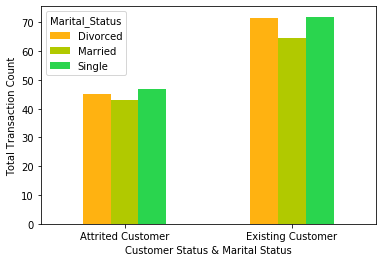 Marital_Status
Divorced
Married
Single
70
60
50
40
30
20
10
0
Total Transaction Count
Attrited Customer
Existing Customer
Customer Status & Marital Status